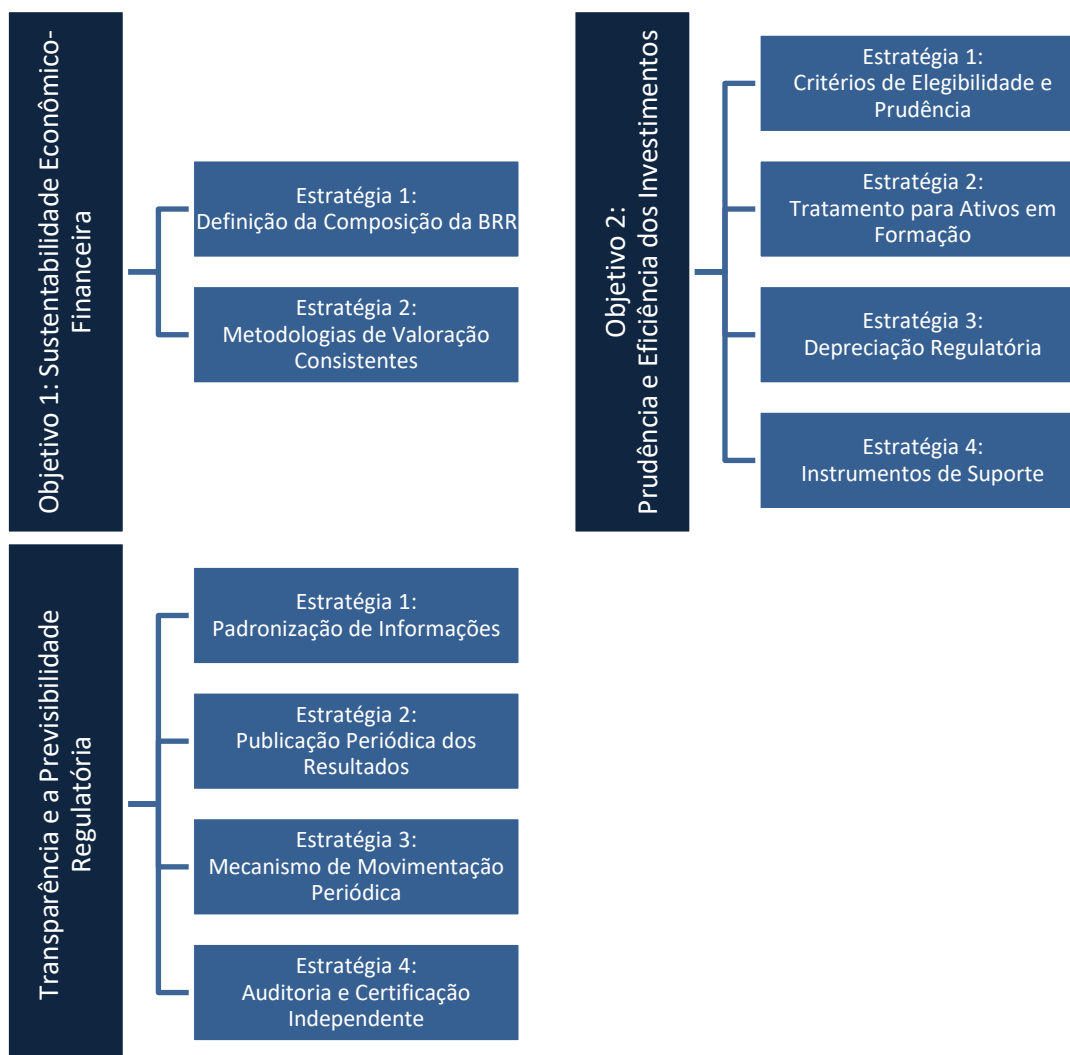 Objetivo 1: Sustentabilidade Econômico-
Financeira
Estratégia 1:
Definição da Composição da BRR
Estratégia 2:
Metodologias de Valoração
Consistentes
Objetivo 2:
Prudência e Eficiência dos Investimentos
Estratégia 1:
Critérios de Elegibilidade e
Prudência
Estratégia 2:
Tratamento para Ativos em
Formação
Estratégia 3:
Depreciação Regulatória
Estratégia 4:
Instrumentos de Suporte
Transparência e a Previsibilidade
Regulatória
Estratégia 1:
Padronização de Informações
Estratégia 2:
Publicação Periódica dos
Resultados
Estratégia 3:
Mecanismo de Movimentação
Periódica
Estratégia 4:
Auditoria e Certificação
Independente